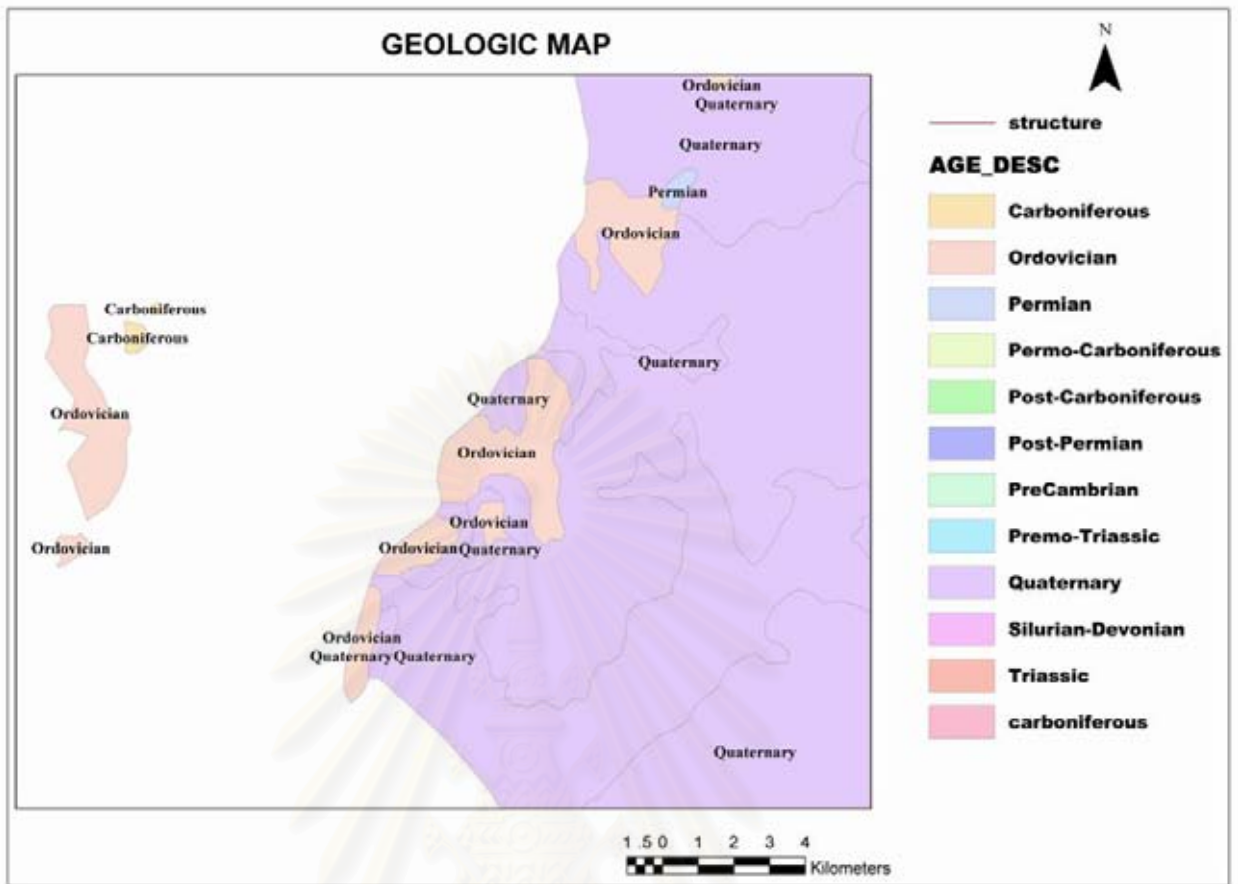 GEOLOGIC MAP
N
Ordovician
Quaternary
Quaternary
Permian
Ordovician
Carboniferous
Carboniferous
Quaternary
Quaternary
Ordovician
Ordovician
Ordovician
Ordovician
Ordovician Quaternary
Ordovician
Quaternary Quaternary
Quaternary
structure
AGE_DESC
Carboniferous
Ordovician
Permian
Permo-Carboniferous
Post-Carboniferous
Post-Permian
PreCambrian
Premo-Triassic
Quaternary
Silurian-Devonian
Triassic
carboniferous
1 .5 0 1 2 3 4
Kilometers